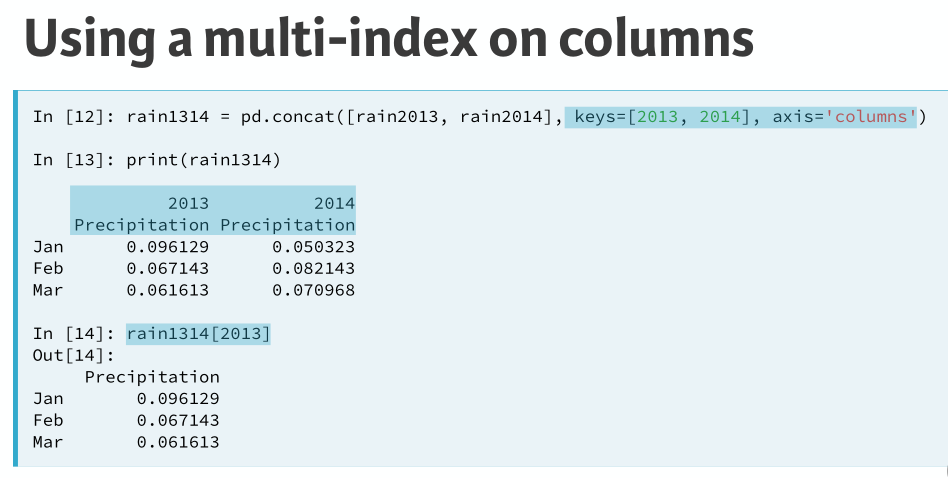 Using a multi-index on columns
In [12]: rain1314 = pd.concat([rain2013, rain2014], keys=[2013, 2014], axis='columns')
In [13]: print(rain1314)
2013 2014
Precipitation Precipitation
Jan 0.096129 0.050323
Feb 0.067143 0.082143
Mar 0.061613 0.070968
In [14]: rain1314[2013]
Out[14]:
Precipitation
Jan 0.096129
Feb 0.067143
Mar 0.061613